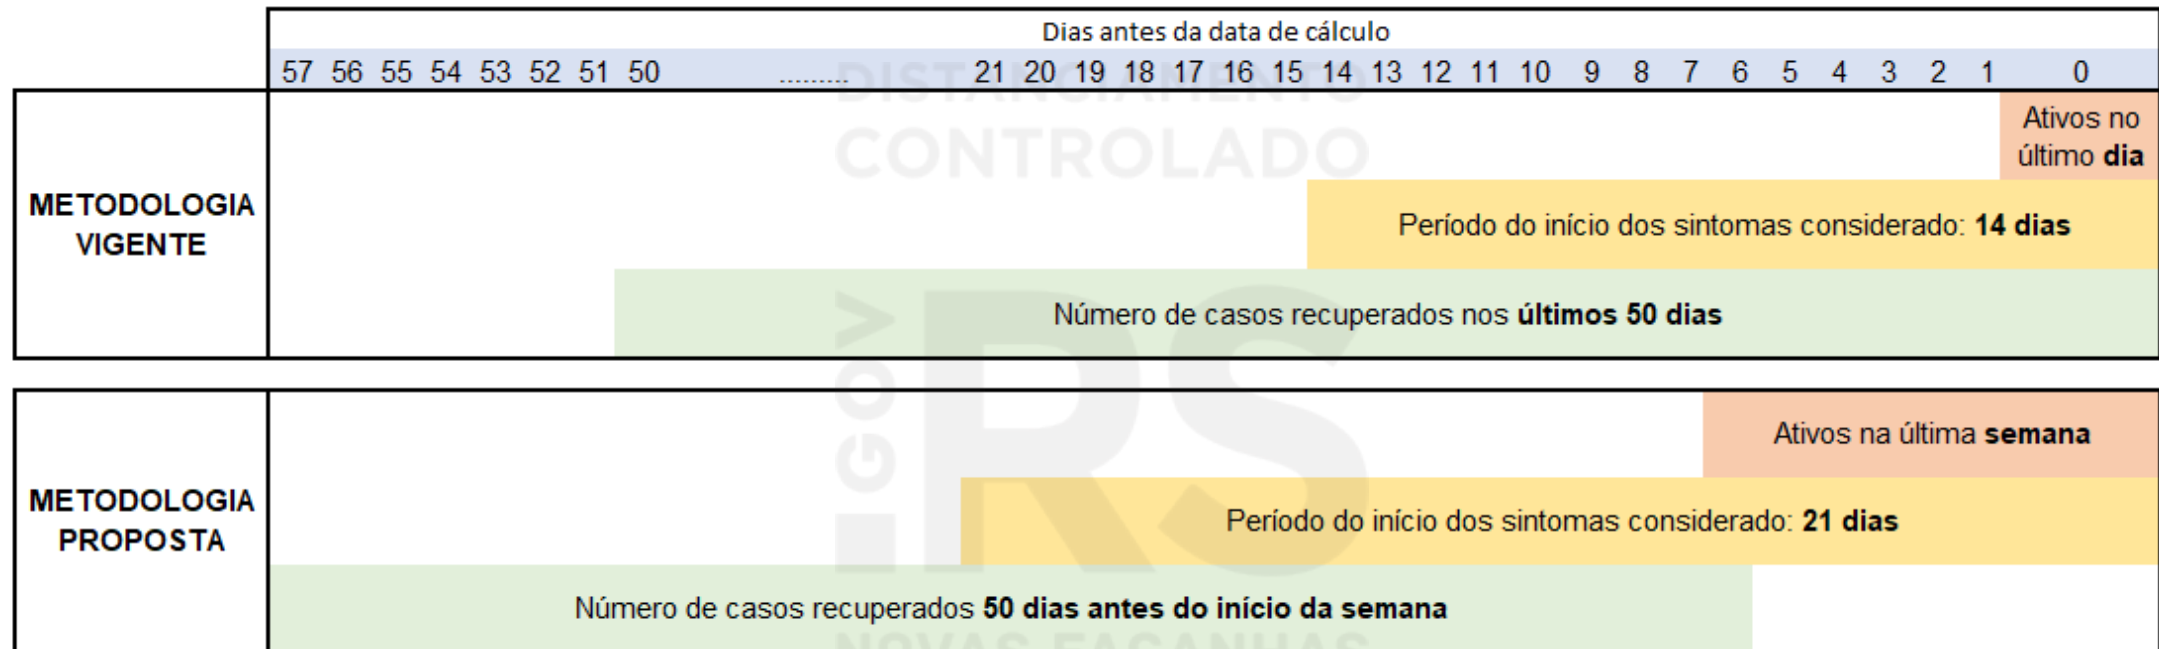 Dias antes da data de cálculo
57 56 55 54 53 52 51 50 ......... 21 20 19 18 17 16 15 14 13 12 11 10 9 8 7 6 5 4 3 2 1 0
DISTANCIAMENTO
CONTROLADO
METODOLOGIA
VIGENTE
Ativos no
último dia
Período do início dos sintomas considerado: 14 dias
Número de casos recuperados nos últimos 50 dias
GOV
RS
METODOLOGIA
PROPOSTA
Ativos na última semana
Período do início dos sintomas considerado: 21 dias
Número de casos recuperados 50 dias antes do início da semana
NOVAS FAÇANHAS